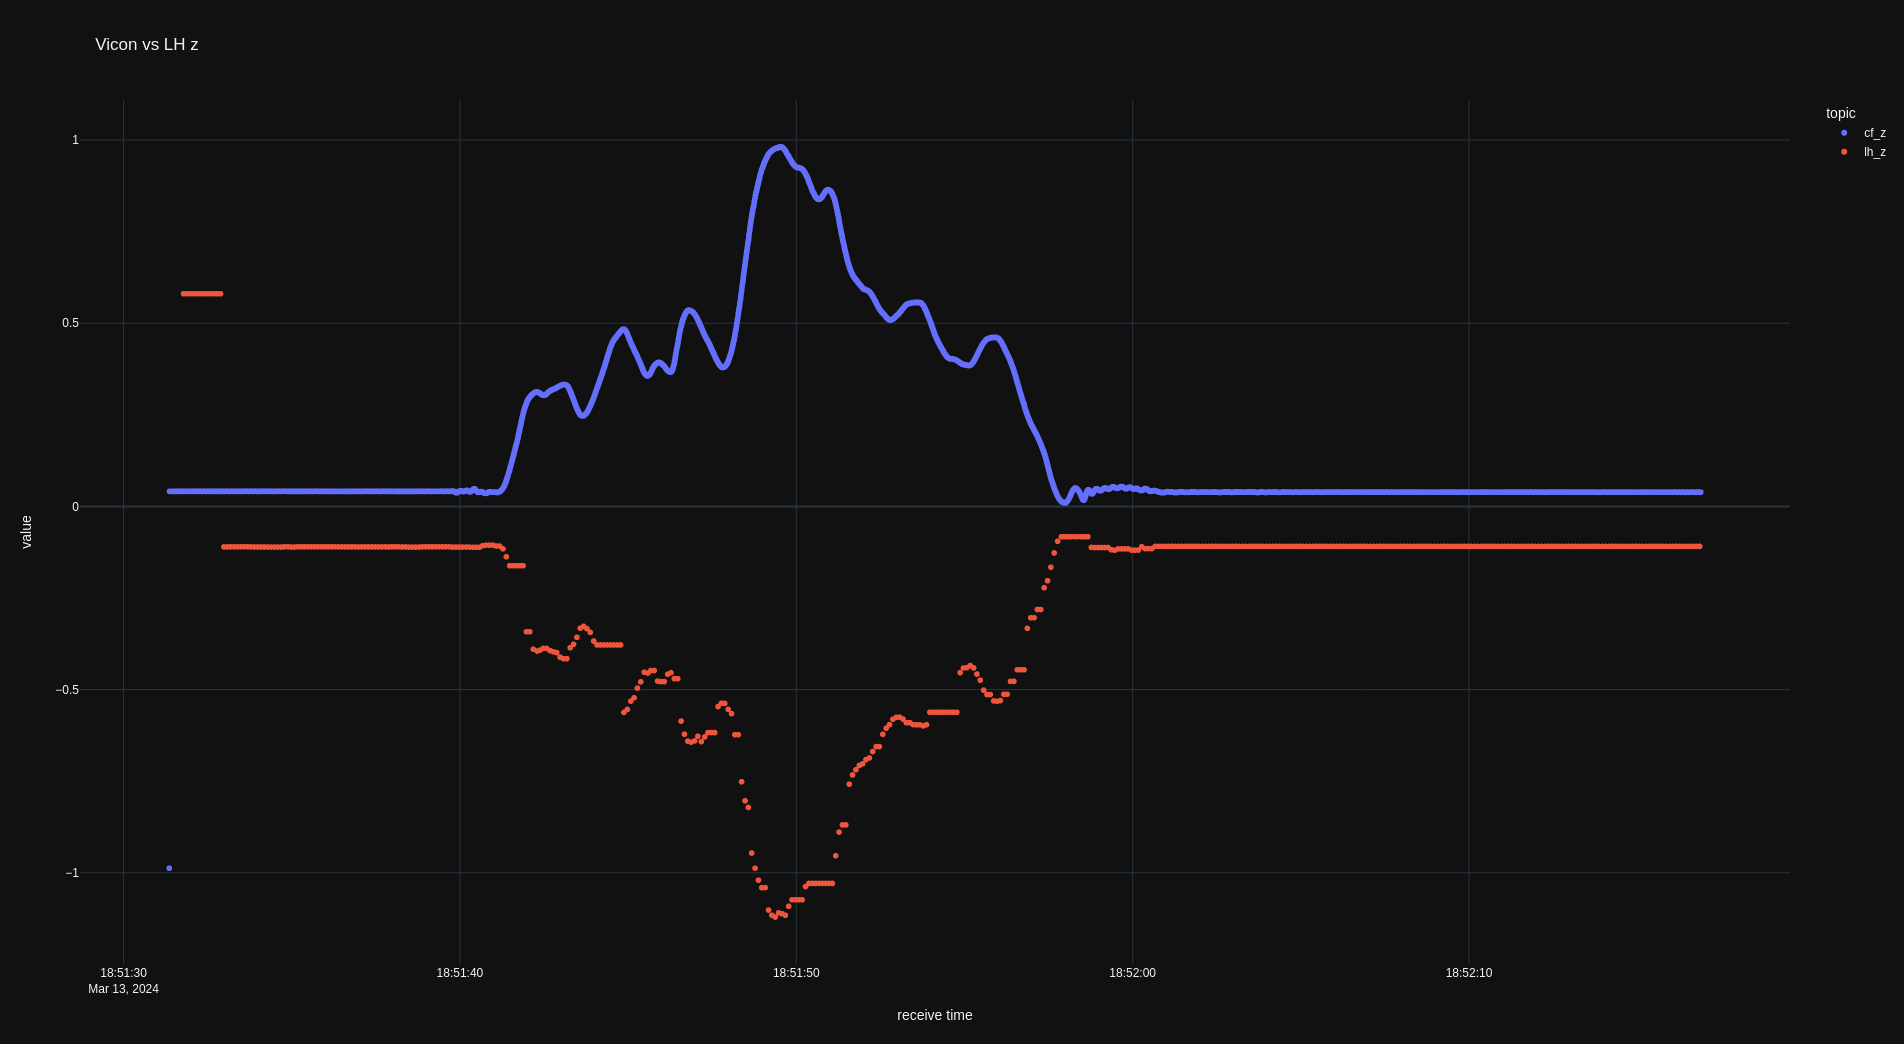 Vicon vs LH z
topic
cf_z
lh_z
1
0.5
0
−0.5
−1
value
18:51:30
Mar 13, 2024
18:51:40
18:51:50
18:52:00
18:52:10
receive time